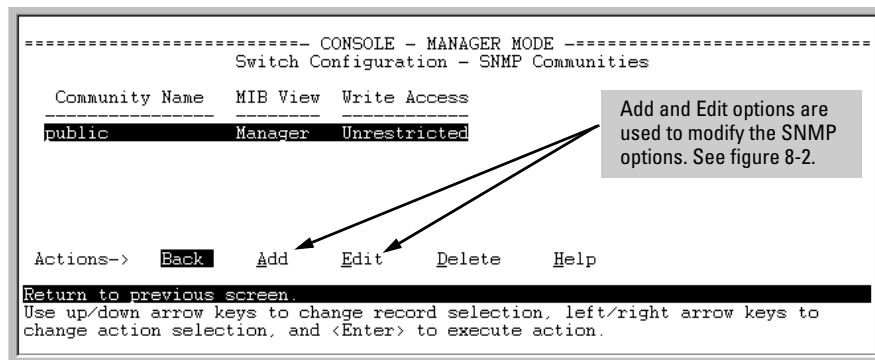 ===========================- CONSOLE - MANAGER MODE -============================
Switch Configuration - SNMP Communities
Community Name MIB View Write Access
---------------- -------- ------------
public Manager Unrestricted
Add and Edit options are
used to modify the SNMP
options. See figure 8-2.
Actions-> Back Add Edit Delete Help
Return to previous screen.
Use up/down arrow keys to change record selection, left/right arrow keys to
change action selection, and <Enter> to execute action.